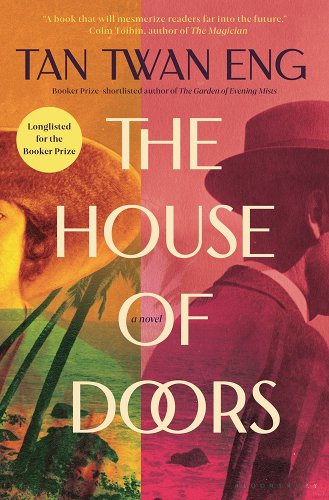 “A book that will mesmerize readers far into the future.”
Colm Tóibín, author of The Magician
TAN TWAN ENG
Booker Prize-shortlisted author of The Garden of Evening Mists
Longlisted
for the
Booker Prize
THE
HOUSE
a novel
OF
DOORS
BLOOMSBURY